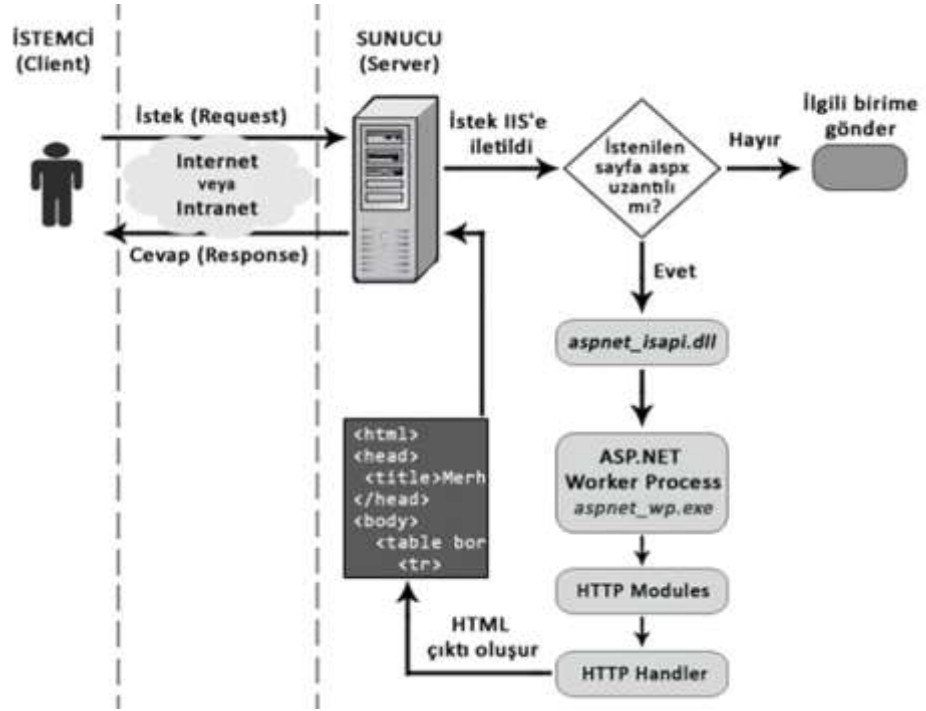 İSTEMCİ
(Client)
SUNUCU
(Server)
İstek (Request)
Internet
veya
Intranet
Cevap (Response)
İstek IIS'e
iletildi
İstenilen
sayfa aspx
uzantılı
mı?
Hayır
İlgili birime
gönder
Evet
aspnet_isapi.dll
ASP.NET
Worker Process
aspnet_wp.exe
HTTP Modules
HTTP Handler
HTML
çıktı oluşur
<html>
<head>
<title>Merh
</head>
<body>
<table bor
<tr>